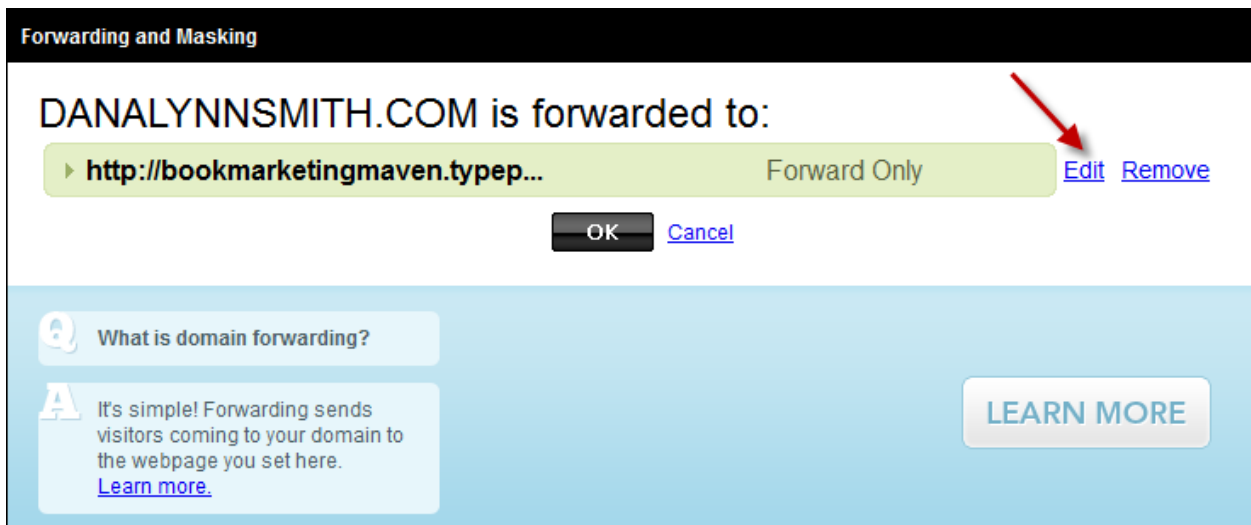 Forwarding and Masking
DANALYNNSMITH.COM is forwarded to:
http://bookmarketingmaven.typep... Forward Only Edit Remove
OK Cancel
Q What is domain forwarding?
A It's simple! Forwarding sends
visitors coming to your domain to
the webpage you set here.
Learn more.
LEARN MORE